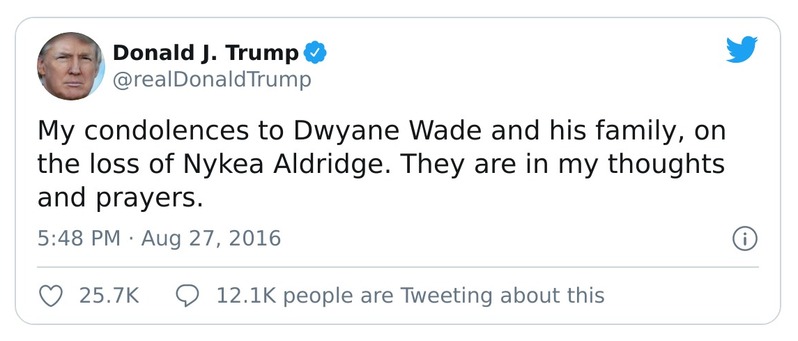 Donald J. Trump
@realDonaldTrump
My condolences to Dwyane Wade and his family, on
the loss of Nykea Aldridge. They are in my thoughts
and prayers.
5:48 PM · Aug 27, 2016
25.7K 12.1K people are Tweeting about this